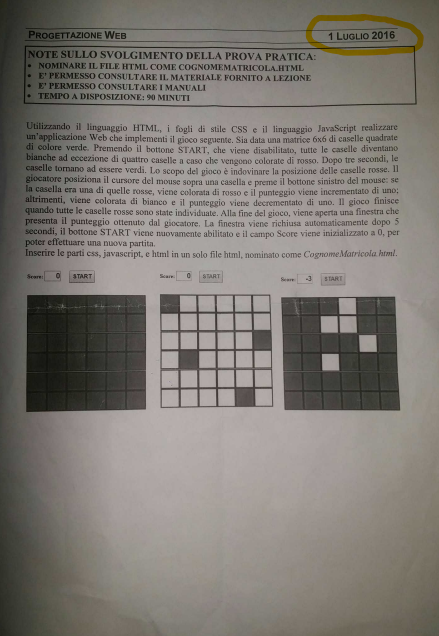 PROGETTAZIONE WEB
1 LUGLIO 2016
NOTE SULLO SVOLGIMENTO DELLA PROVA PRATICA:
• NOMINARE IL FILE HTML COME COGNOMEMATRICOLA.HTML
• E' PERMESSO CONSULTARE IL MATERIALE FORNITO A LEZIONE
• E' PERMESSO CONSULTARE I MANUALI
• TEMPO A DISPOSIZIONE: 90 MINUTI
Utilizzando il linguaggio HTML, i fogli di stile CSS e il linguaggio JavaScript realizzare
un'applicazione Web che implementi il gioco seguente. Sia data una matrice 6x6 di caselle quadrate
di colore verde. Premendo il bottone START, che viene disabilitato, tutte le caselle diventano
bianche ad eccezione di quattro caselle a caso che vengono colorate di rosso. Dopo tre secondi, le
caselle tornano ad essere verdi. Lo scopo del gioco è indovinare la posizione delle caselle rosse. Il
giocatore posiziona il cursore del mouse sopra una casella e preme il bottone sinistro del mouse: se
la casella era una di quelle rosse, viene colorata di rosso e il punteggio viene incrementato di uno;
altrimenti, viene colorata di bianco e il punteggio viene decrementato di uno. Il gioco finisce
quando tutte le caselle rosse sono state individuate. Alla fine del gioco, viene aperta una finestra che
presenta il punteggio ottenuto dal giocatore. La finestra viene richiusa automaticamente dopo 5
secondi, il bottone START viene nuovamente abilitato e il campo Score viene inizializzato a 0, per
poter effettuare una nuova partita.
Inserire le parti css, javascript, e html in un solo file html, nominato come CognomeMatricola.html.
Score: 0 START
Score: 0 START
Score: -3 START